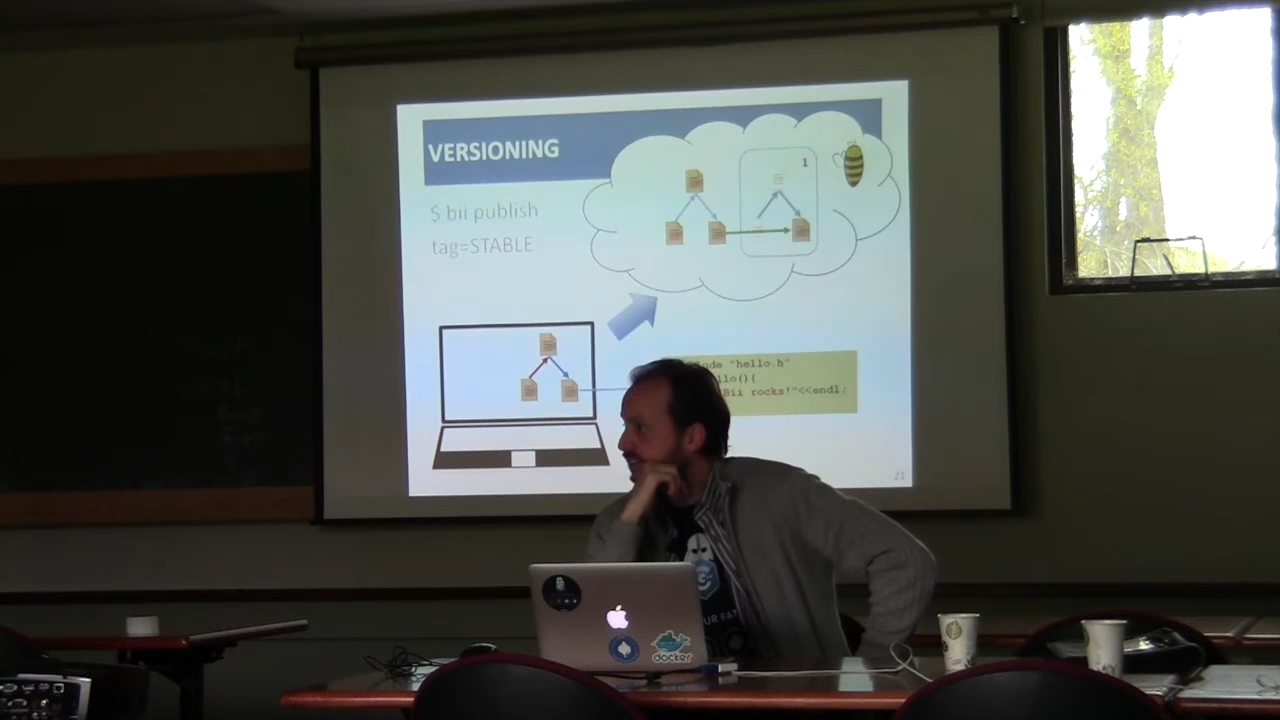 VERSIONING
1
$ bii publish
tag=STABLE
"hello.h"
(){
Bii rocks!"<<endl;
21
docker